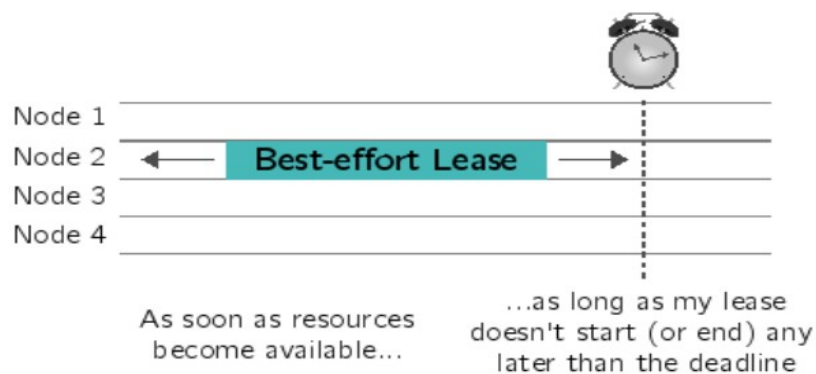 Node 1
Node 2
Best-effort Lease
Node 3
Node 4
As soon as resources
become available...
...as long as my lease
doesn't start (or end) any
later than the deadline